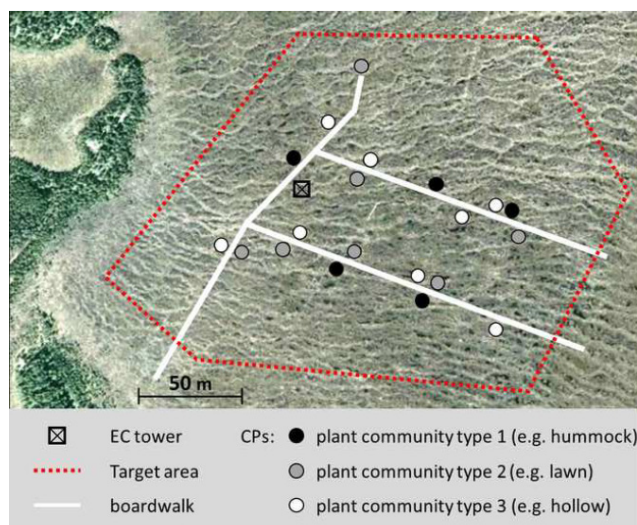 50 m
EC tower CPs: plant community type 1 (e.g. hummock)
Target area plant community type 2 (e.g. lawn)
boardwalk plant community type 3 (e.g. hollow)